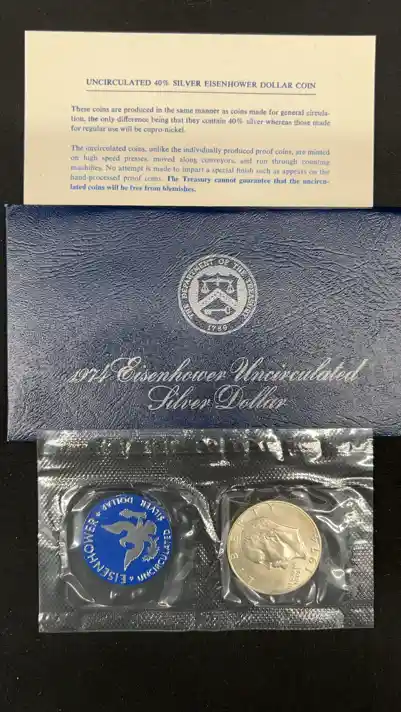 UNCIRCULATED 40% SILVER EISENHOWER DOLLAR COIN
These coins are produced in the same manner as coins made for general circula-
tion, the only difference being that they contain 40% silver whereas those made
for regular use will be cupro-nickel.
The uncirculated coins, unlike the individually produced proof coins, are minted
on high speed presses, moved along conveyors, and run through counting
machines. No attempt is made to impart a special finish such as appears on the
hand-processed proof coins. The Treasury cannot guarantee that the uncircu-
lated coins will be free from blemishes.
THE DEPARTMENT OF THE TREASURY
1789
1974 Eisenhower Uncirculated
Silver Dollar
EISENHOWER
SILVER DOLLAR
UNCIRCULATED
LIBERTY